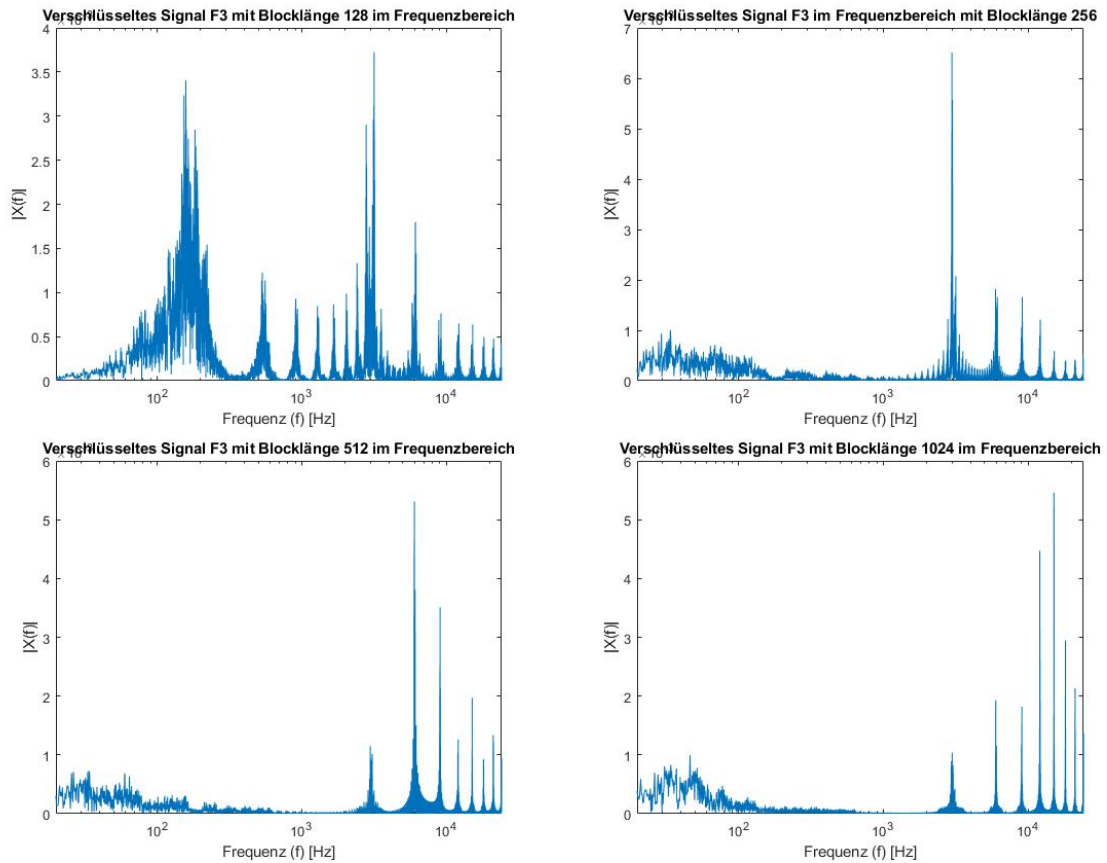 Verschlüsseltes Signal F3 mit Blocklänge 128 im Frequenzbereich
4
3.5
3
2.5
2
1.5
1
0.5
0
|X(f)|
10² 10³ 10⁴
Frequenz (f) [Hz]
Verschlüsseltes Signal F3 im Frequenzbereich mit Blocklänge 256
7
6
5
4
3
2
1
0
|X(f)|
10² 10³ 10⁴
Frequenz (f) [Hz]
Verschlüsseltes Signal F3 mit Blocklänge 512 im Frequenzbereich
6
5
4
3
2
1
0
|X(f)|
10² 10³ 10⁴
Frequenz (f) [Hz]
Verschlüsseltes Signal F3 mit Blocklänge 1024 im Frequenzbereich
6
5
4
3
2
1
0
|X(f)|
10² 10³ 10⁴
Frequenz (f) [Hz]